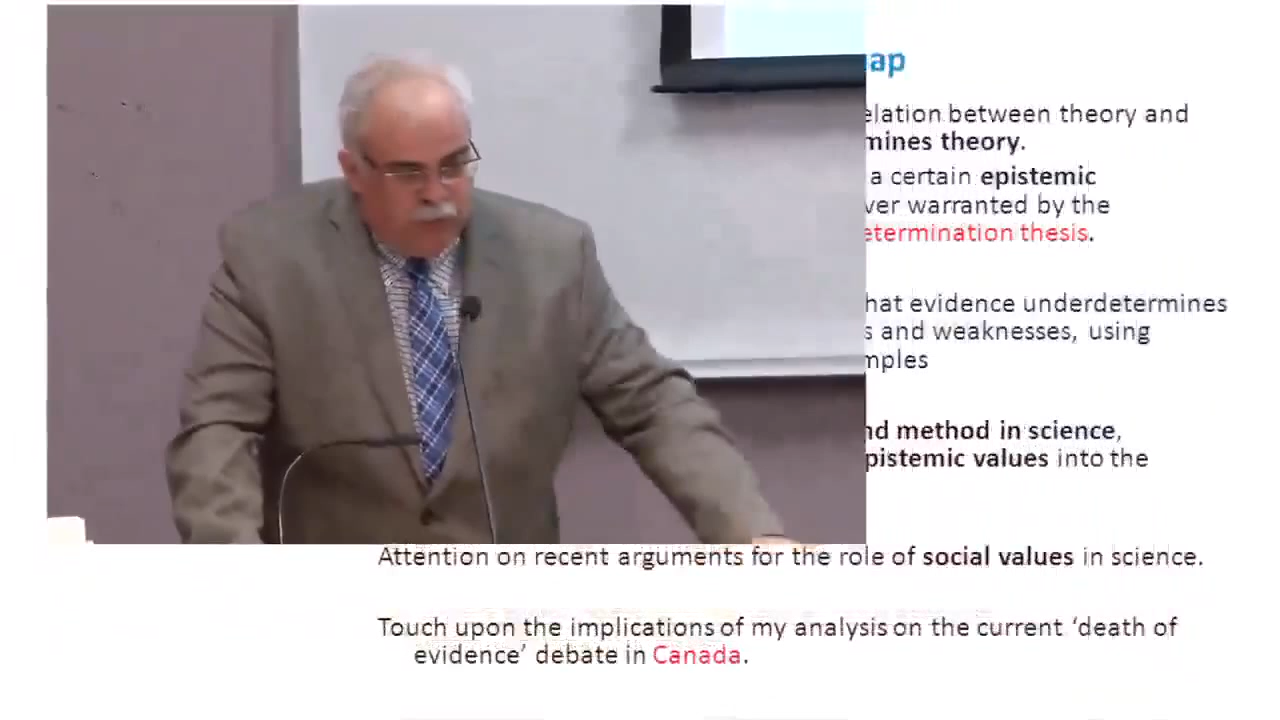 elation between theory and
mines theory.
a certain epistemic
ver warranted by the
etermination thesis.
hat evidence underdetermines
s and weaknesses, using
mples
nd method in science,
pistemic values into the
Attention on recent arguments for the role of social values in science.
Touch upon the implications of my analysis on the current ‘death of
evidence’ debate in Canada.